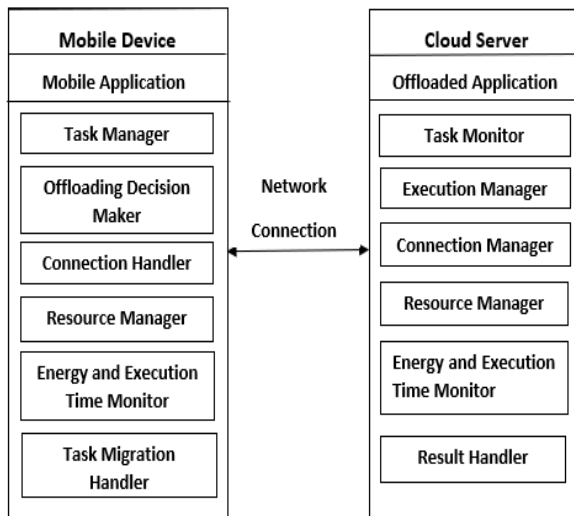 Mobile Device
Mobile Application
Task Manager
Offloading Decision
Maker
Connection Handler
Resource Manager
Energy and Execution
Time Monitor
Task Migration
Handler
Network
Connection
Cloud Server
Offloaded Application
Task Monitor
Execution Manager
Connection Manager
Resource Manager
Energy and Execution
Time Monitor
Result Handler